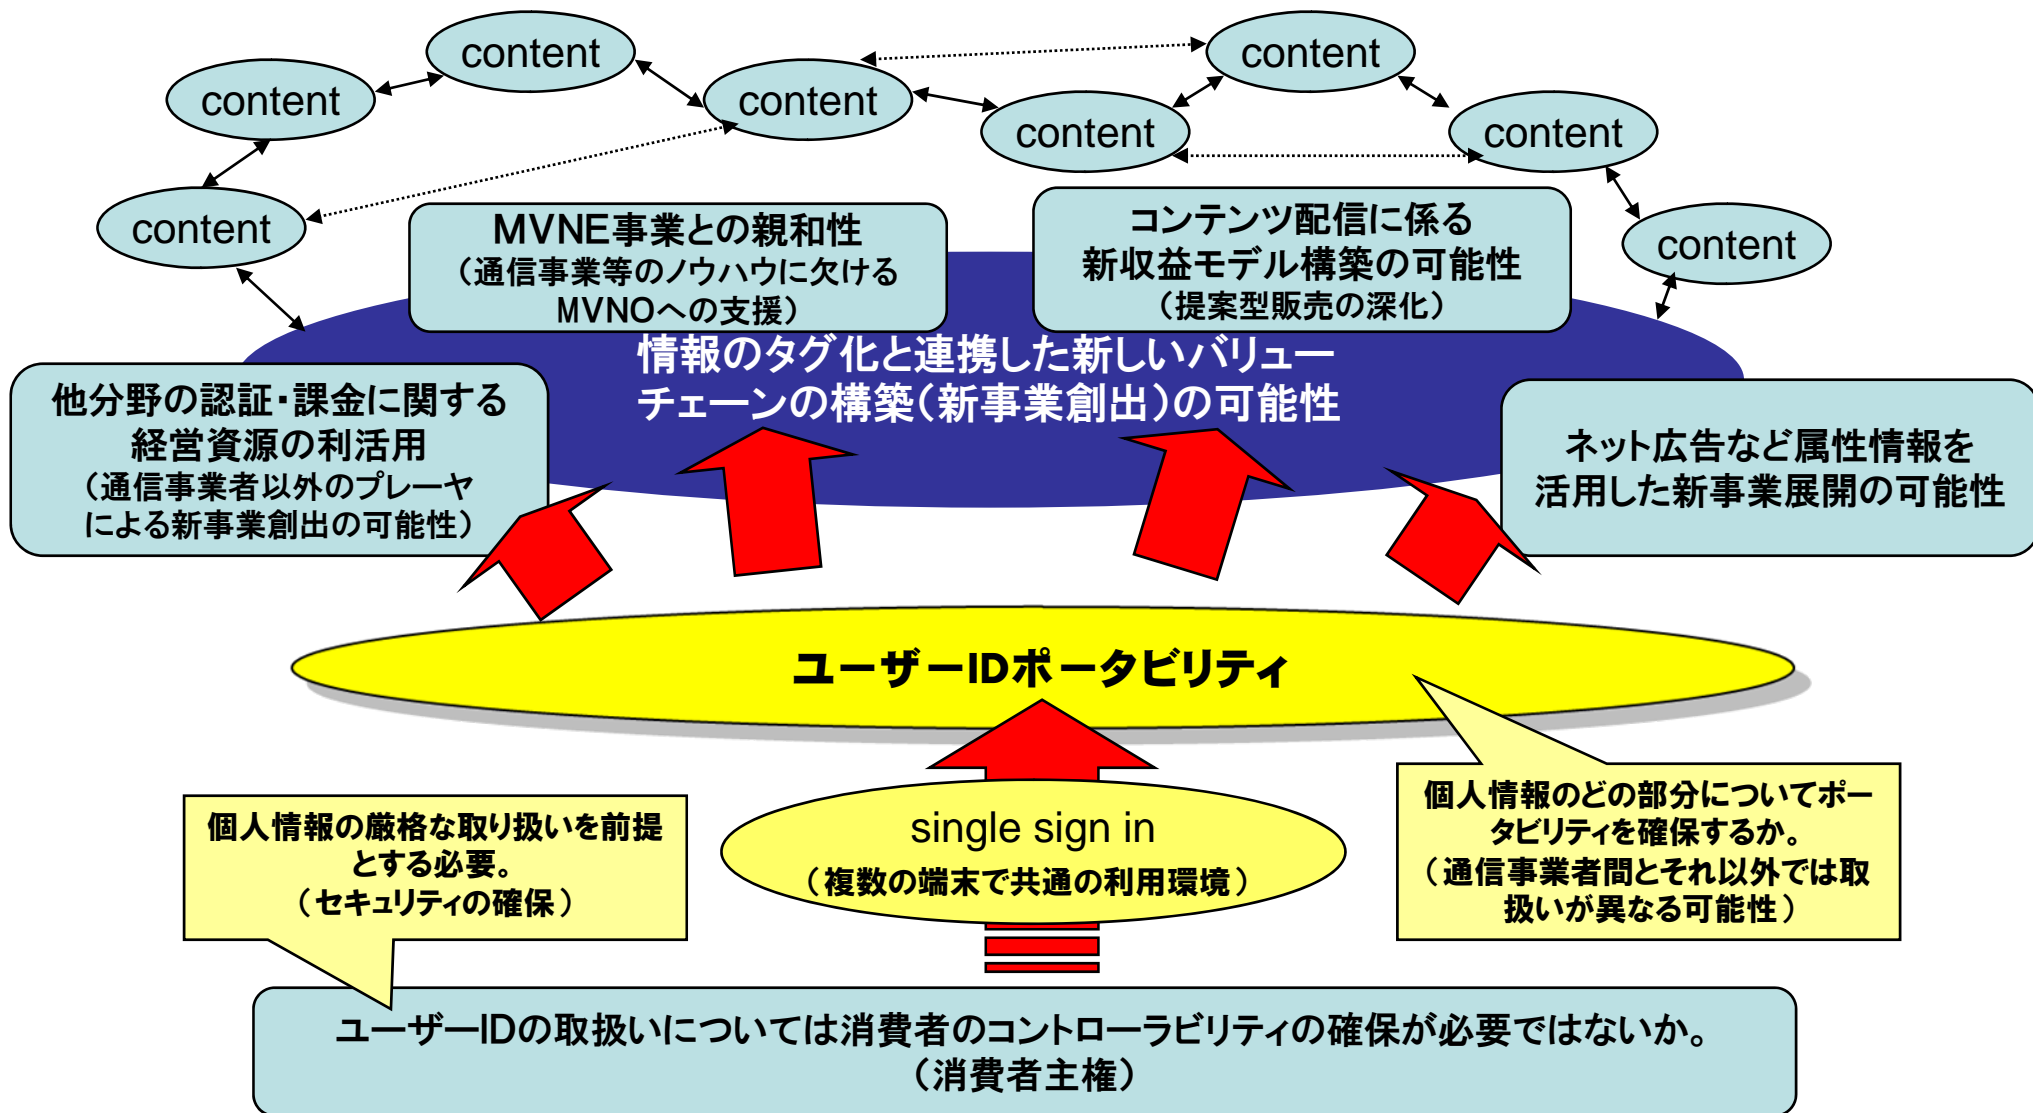 content
content
content
content
content
content
content
content
MVNE事業との親和性
(通信事業等のノウハウに欠ける
MVNOへの支援)
コンテンツ配信に係る
新収益モデル構築の可能性
(提案型販売の深化)
情報のタグ化と連携した新しいバリュー
チェーンの構築(新事業創出)の可能性
他分野の認証・課金に関する
経営資源の利活用
(通信事業者以外のプレーヤ
による新事業創出の可能性)
ネット広告など属性情報を
活用した新事業展開の可能性
ユーザーIDポータビリティ
個人情報の厳格な取り扱いを前提
とする必要。
(セキュリティの確保)
single sign in
(複数の端末で共通の利用環境)
個人情報のどの部分についてポー
タビリティを確保するか。
(通信事業者間とそれ以外では取
扱いが異なる可能性)
ユーザーIDの取扱いについては消費者のコントローラビリティの確保が必要ではないか。
(消費者主権)